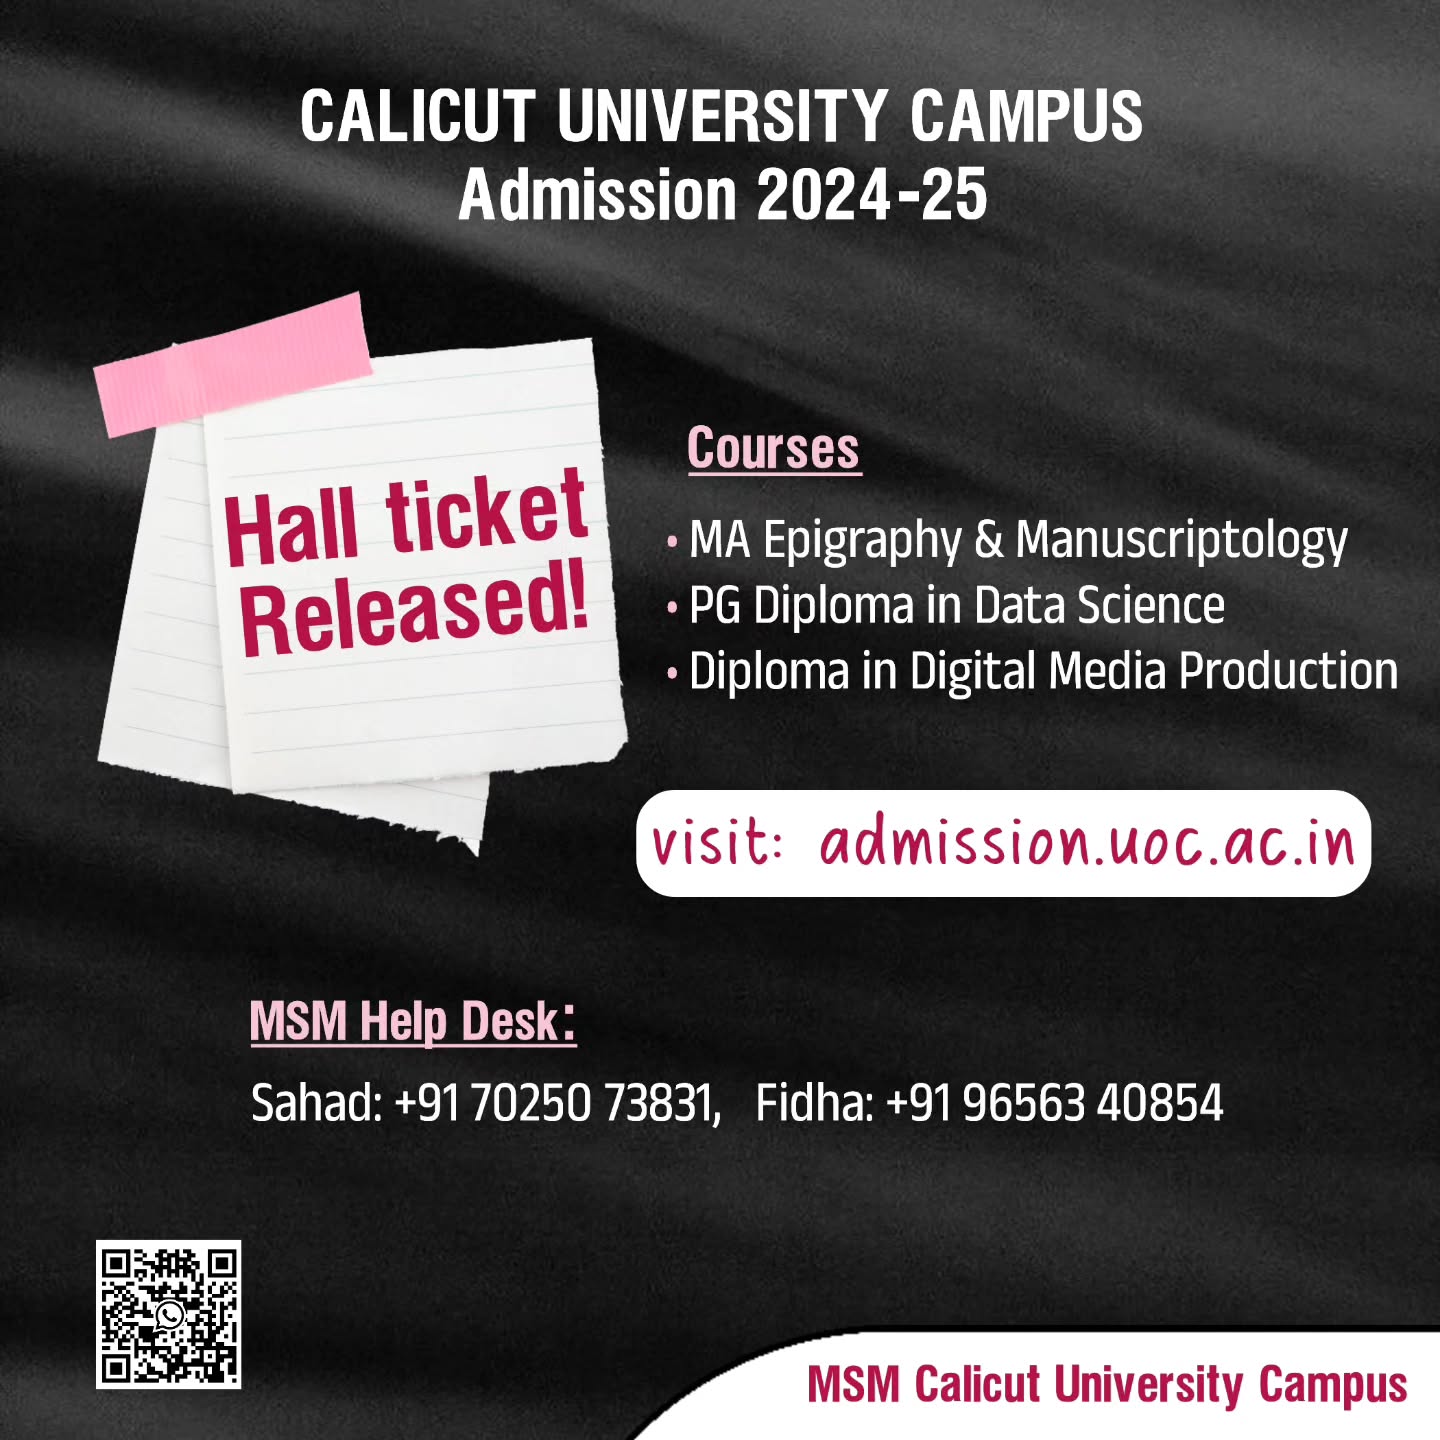 CALICUT UNIVERSITY CAMPUS
Admission 2024-25
Hall ticket
Released!
Courses
• MA Epigraphy & Manuscriptology
• PG Diploma in Data Science
• Diploma in Digital Media Production
visit: admission.uoc.ac.in
MSM Help Desk:
Sahad: +91 70250 73831, Fidha: +91 96563 40854
MSM Calicut University Campus